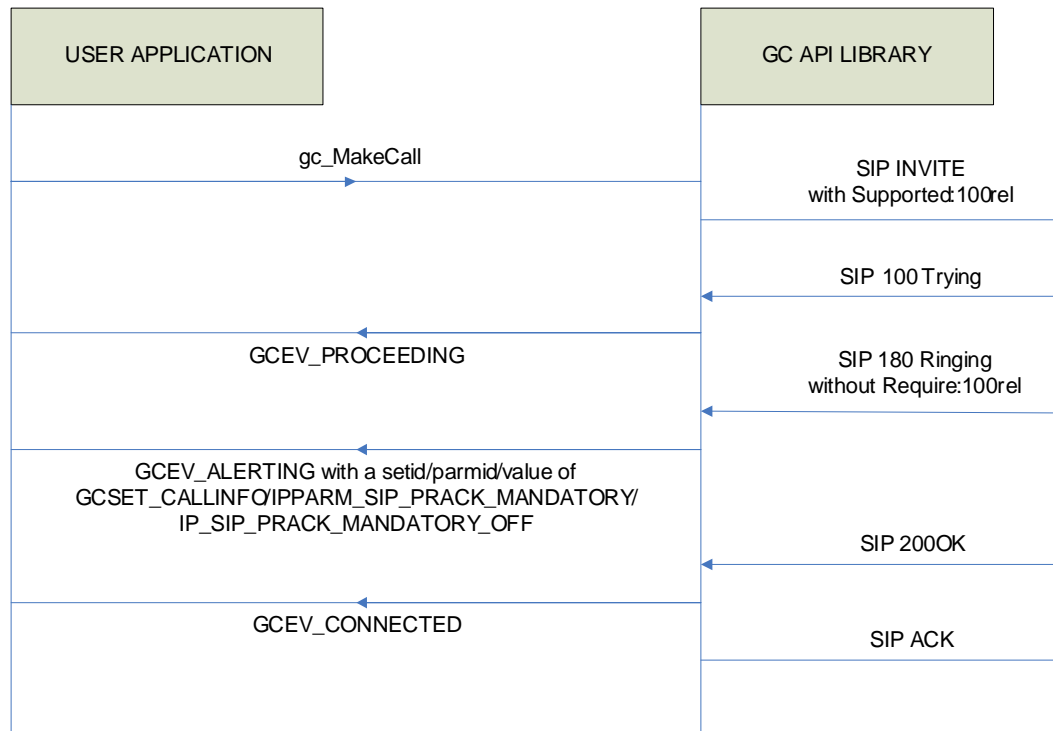 USER APPLICATION
GC API LIBRARY
gc_MakeCall
SIP INVITE
with Supported:100rel
SIP 100 Trying
GCEV_PROCEEDING
SIP 180 Ringing
without Require:100rel
GCEV_ALERTING with a setid/parmid/value of
GCSET_CALLINFO/IPPARM_SIP_PRACK_MANDATORY/
IP_SIP_PRACK_MANDATORY_OFF
SIP 200OK
GCEV_CONNECTED
SIP ACK